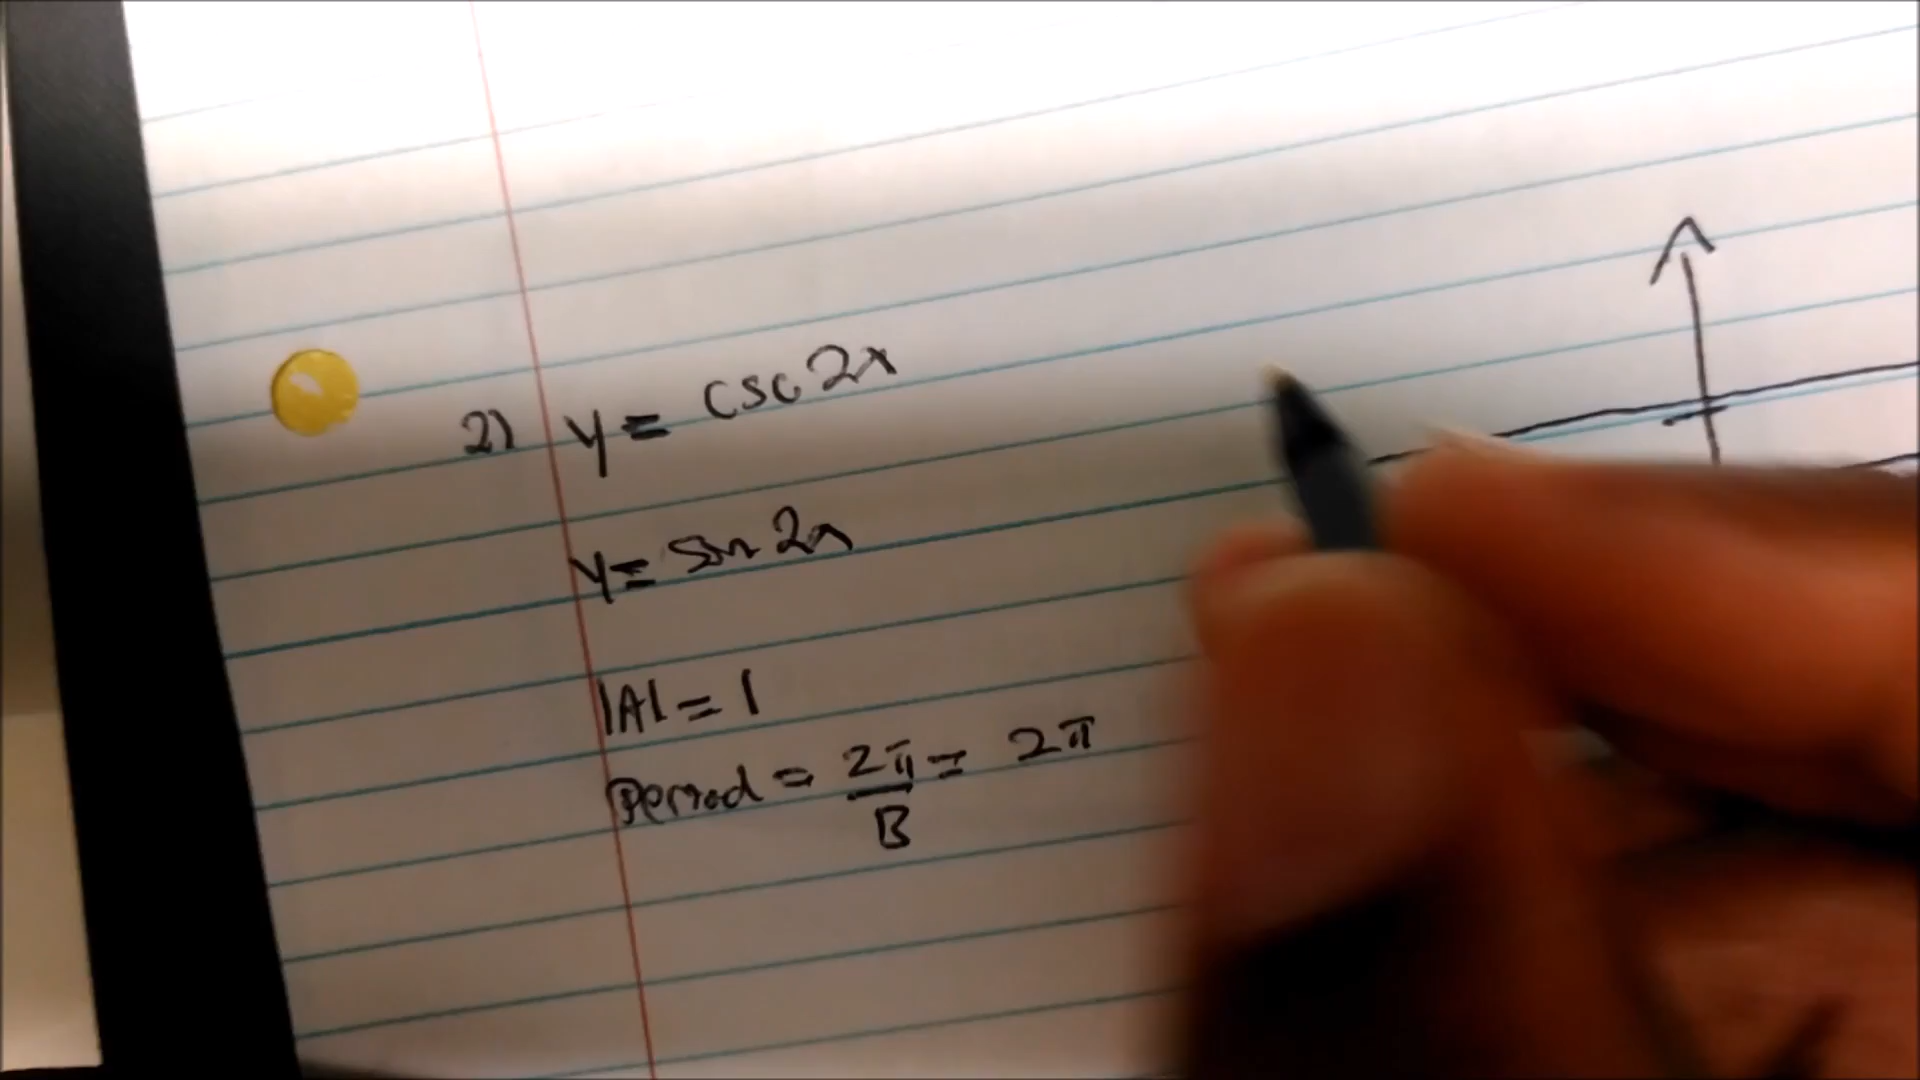 2) y = csc 2x
y = sin 2x
|A| = 1
Period = 2π/B = 2π